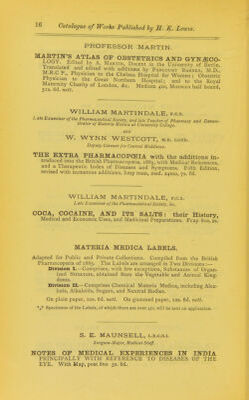 16 Catalogue of Works Published by H. K. Lewis.
PROFESSOR MARTIN.
MARTIN'S ATLAS OF OBSTETRICS AND GYNÆCO-
LOGY. Edited by A. MARTIN, Docent in the University of Berlin.
Translated and edited with additions by FANCOURT BARNES, M.D.,
M.R.C.P., Physician to the Chelsea Hospital for Women; Obstetric
Physician to the Great Northern Hospital; and to the Royal
Maternity Charity of London, &c. Medium 4to, Morocco half bound,
31s. 6d. nett.
WILLIAM MARTINDALE, F.C.S.
Late Examiner of the Pharmaceutical Society, and late Teacher of Pharmacy and Demon-
strator of Materia Medica at University College.
AND
W. WYNN WESTCOTT, M.B. LOND.
Deputy Coroner for Central Middlesex.
THE EXTRA PHARMACOPŒIA with the additions in-
troduced into the British Pharmacopœia, 1885, with Medical References,
and a Therapeutic Index of Diseases and Symptoms. Fifth Edition,
revised with numerous additions, limp roan, med. 24mo, 7s. 6d.
WILLIAM MARTINDALE, F.C.S.
Late Examiner of the Pharmaceutical Society, &c.
COCA, COCAINE, AND ITS SALTS: their History,
Medical and Economic Uses, and Medicinal Preparations. Fcap 8vo, 2s.
MATERIA MEDICA LABELS.
Adapted for Public and Private Collections. Compiled from the British
Pharmacopœia of 1885. The Labels are arranged in Two Divisions:—
Division I.—Comprises, with few exceptions, Substances of Organ-
ized Structure, obtained from the Vegetable and Animal King-
doms.
Division II.—Comprises Chemical Materia Medica, including Alco-
hols, Alkaloids, Sugars, and Neutral Bodies.
On plain paper, 10s. 6d. nett. On gummed paper, 12s. 6d. nett.
*** Specimens of the Labels, of which there are over 450, will be sent on application.
S. E. MAUNSELL, L.R.C.S.I.
Surgeon-Major, Medical Staff.
NOTES OF MEDICAL EXPERIENCES IN INDIA
PRINCIPALLY WITH REFERENCE TO DISEASES OF THE
EYE. With Map, post 8vo 3s. 6d.